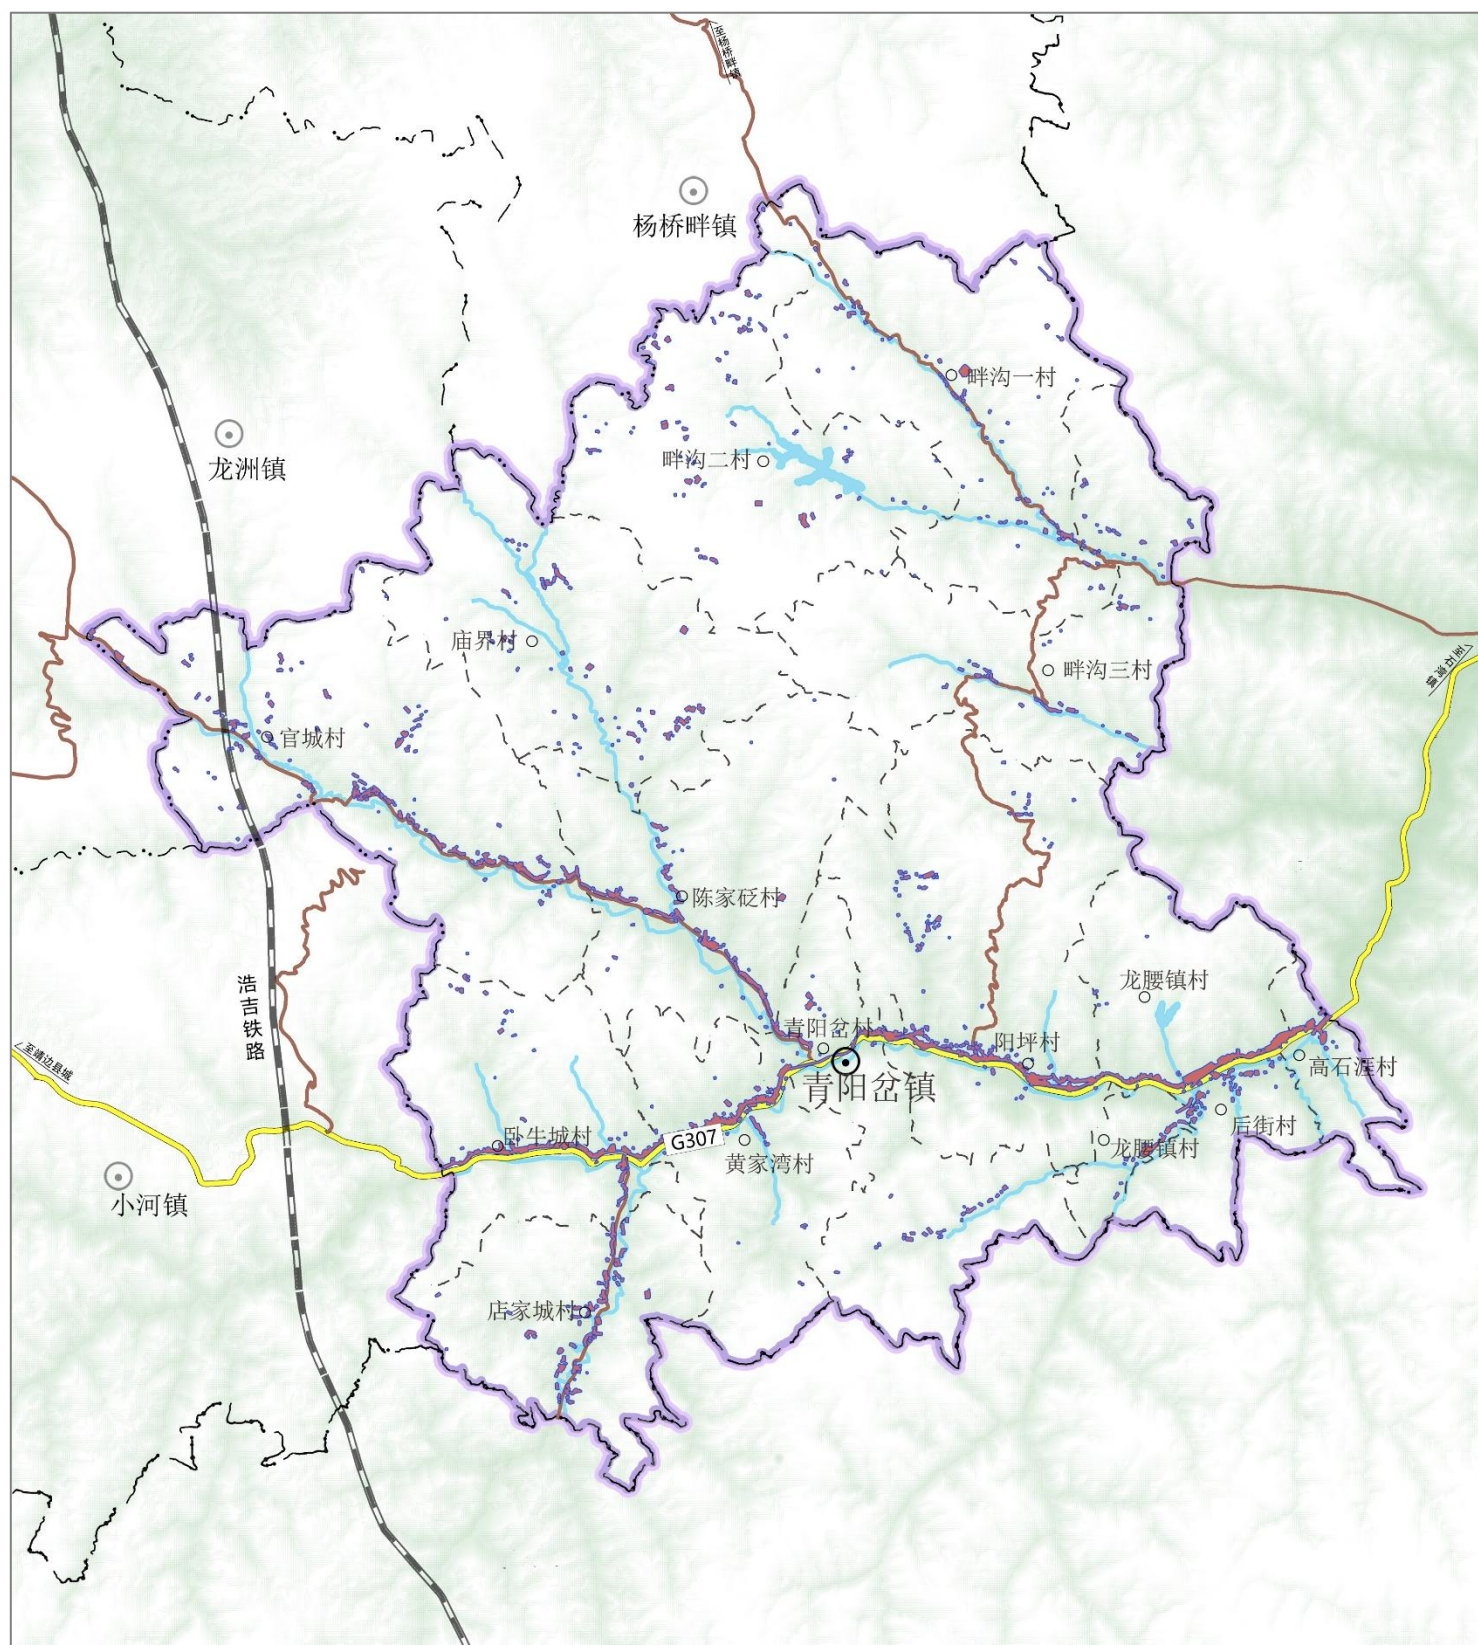 至杨桥畔镇
杨桥畔镇
畔沟一村
畔沟二村
龙洲镇
庙界村
畔沟三村
至石湾镇
官城村
陈家砭村
浩吉铁路
龙腰镇村
青阳岔村
阳坪村
高石涯村
至靖边县城
青阳岔镇
后街村
卧牛城村
G307
黄家湾村
龙腰镇村
小河镇
店家城村